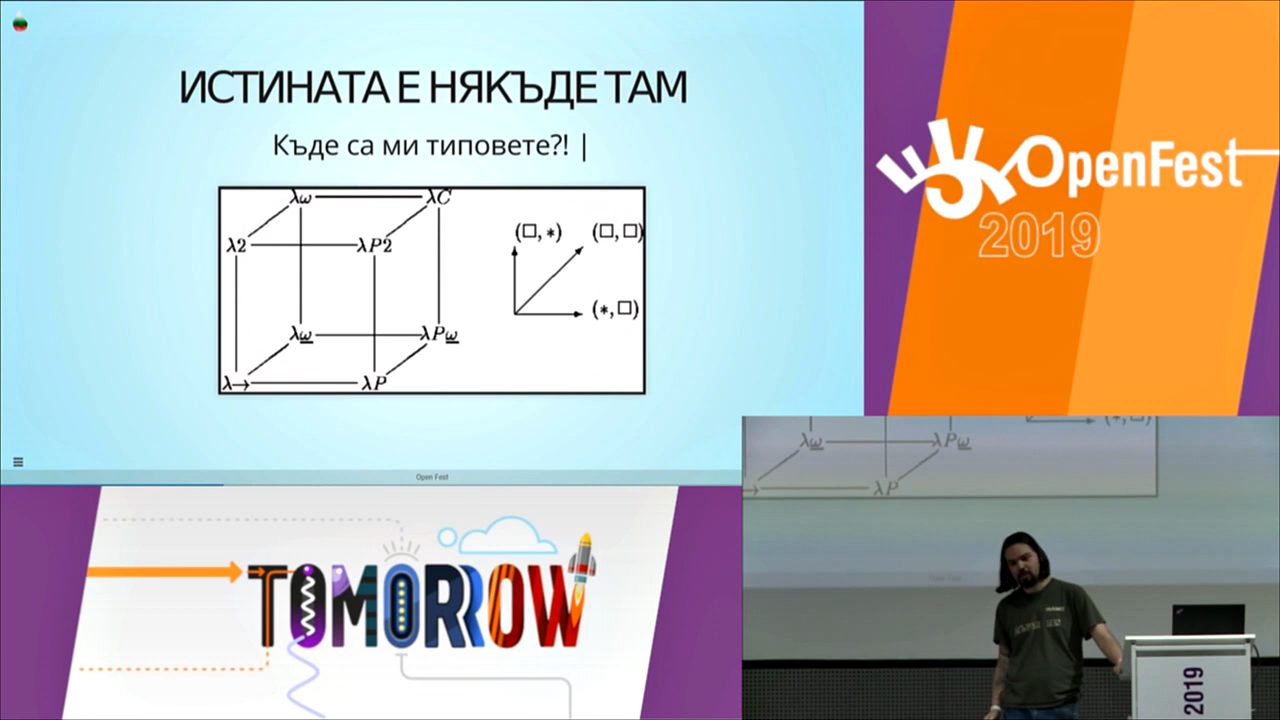 ИСТИНАТА Е НЯКЪДЕ ТАМ
Къде са ми типовете?! |
λω λC
λ2 λP2
λω λPω
λ→ λP
(□, *) (□, □)
(*, □)
Open Fest
OpenFest
2019
TOMORROW
(*, □)
λω λPω
λP
Open Fest
2019